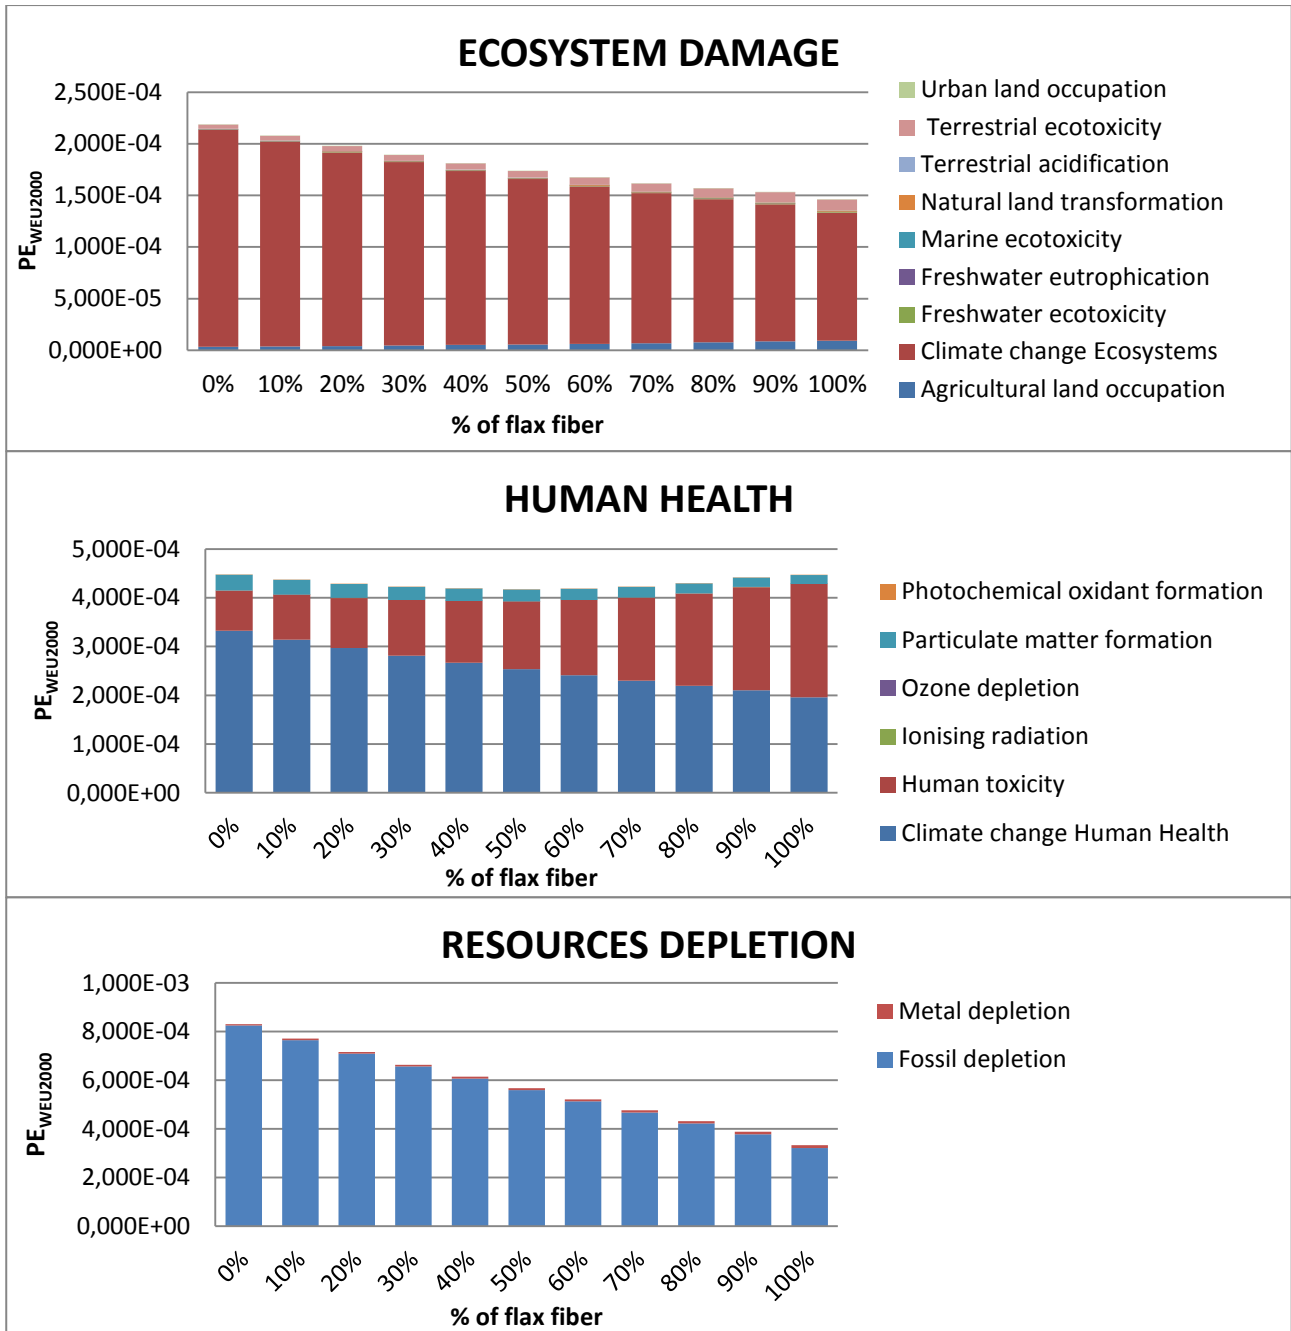 ECOSYSTEM DAMAGE
PE_WEU2000
2,500E-04
2,000E-04
1,500E-04
1,000E-04
5,000E-05
0,000E+00
0% 10% 20% 30% 40% 50% 60% 70% 80% 90% 100%
% of flax fiber
Urban land occupation
Terrestrial ecotoxicity
Terrestrial acidification
Natural land transformation
Marine ecotoxicity
Freshwater eutrophication
Freshwater ecotoxicity
Climate change Ecosystems
Agricultural land occupation
HUMAN HEALTH
PE_WEU2000
5,000E-04
4,000E-04
3,000E-04
2,000E-04
1,000E-04
0,000E+00
0% 10% 20% 30% 40% 50% 60% 70% 80% 90% 100%
% of flax fiber
Photochemical oxidant formation
Particulate matter formation
Ozone depletion
Ionising radiation
Human toxicity
Climate change Human Health
RESOURCES DEPLETION
PE_WEU2000
1,000E-03
8,000E-04
6,000E-04
4,000E-04
2,000E-04
0,000E+00
0% 10% 20% 30% 40% 50% 60% 70% 80% 90% 100%
% of flax fiber
Metal depletion
Fossil depletion